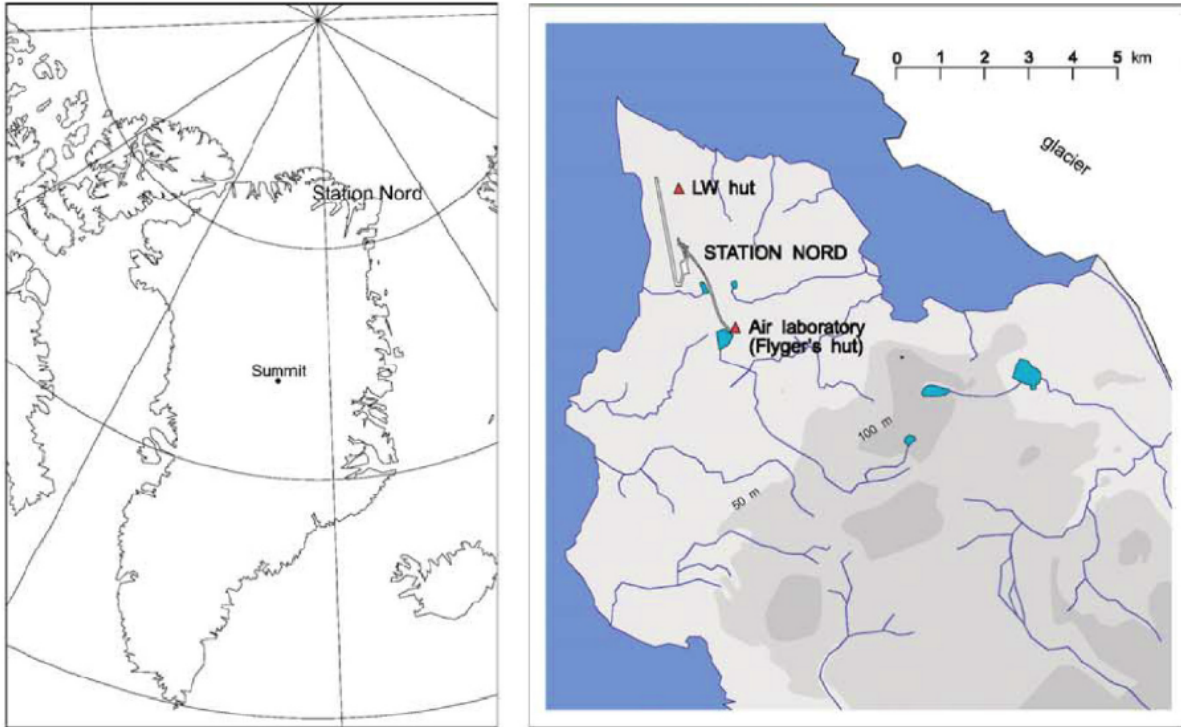 Station Nord
Summit
0 1 2 3 4 5 km
glacier
LW hut
STATION NORD
Air laboratory
(Flyger's hut)
100 m
50 m